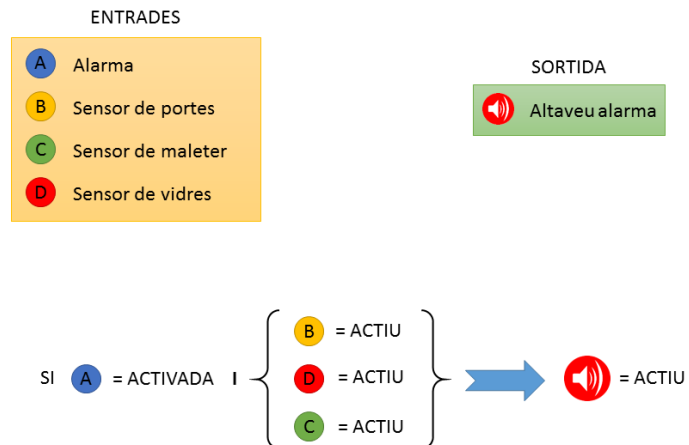 ENTRADES
A Alarma
B Sensor de portes
C Sensor de maleter
D Sensor de vidres
SORTIDA
Altaveu alarma
B = ACTIU
SI A = ACTIVADA I D = ACTIU = ACTIU
C = ACTIU